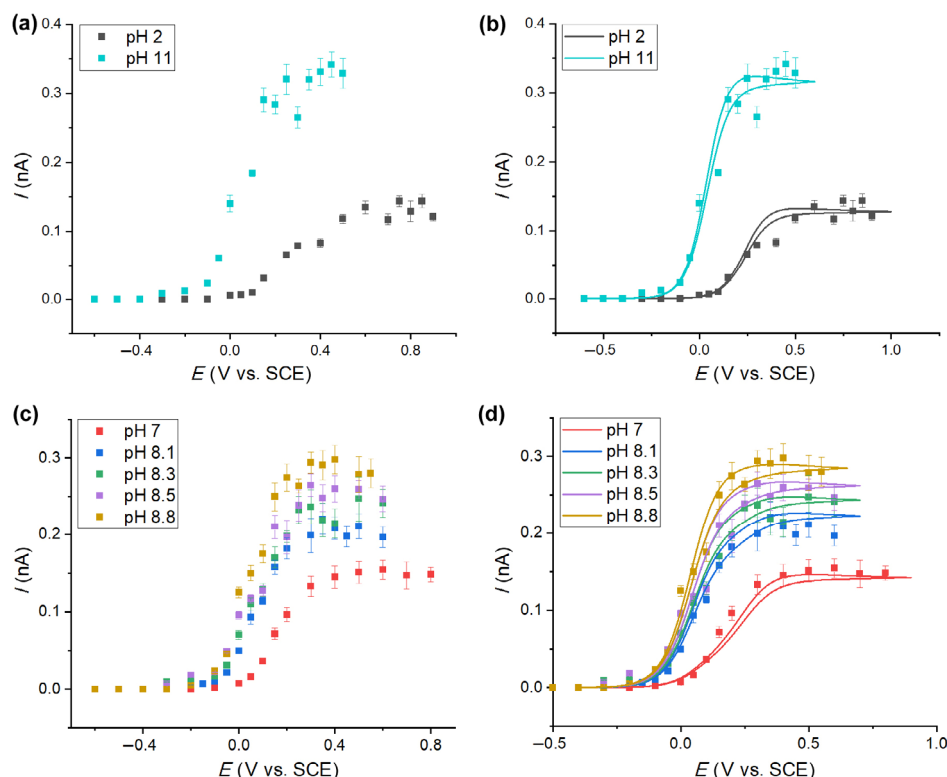 (a)
pH 2
pH 11
0.4
0.3
0.2
0.1
0.0
I (nA)
−0.4
0.0
0.4
0.8
E (V vs. SCE)
(b)
pH 2
pH 11
0.4
0.3
0.2
0.1
0.0
I (nA)
−0.5
0.0
0.5
1.0
E (V vs. SCE)
(c)
pH 7
pH 8.1
pH 8.3
pH 8.5
pH 8.8
0.3
0.2
0.1
0.0
I (nA)
−0.4
0.0
0.4
0.8
E (V vs. SCE)
(d)
pH 7
pH 8.1
pH 8.3
pH 8.5
pH 8.8
0.3
0.2
0.1
0.0
I (nA)
−0.5
0.0
0.5
1.0
E (V vs. SCE)